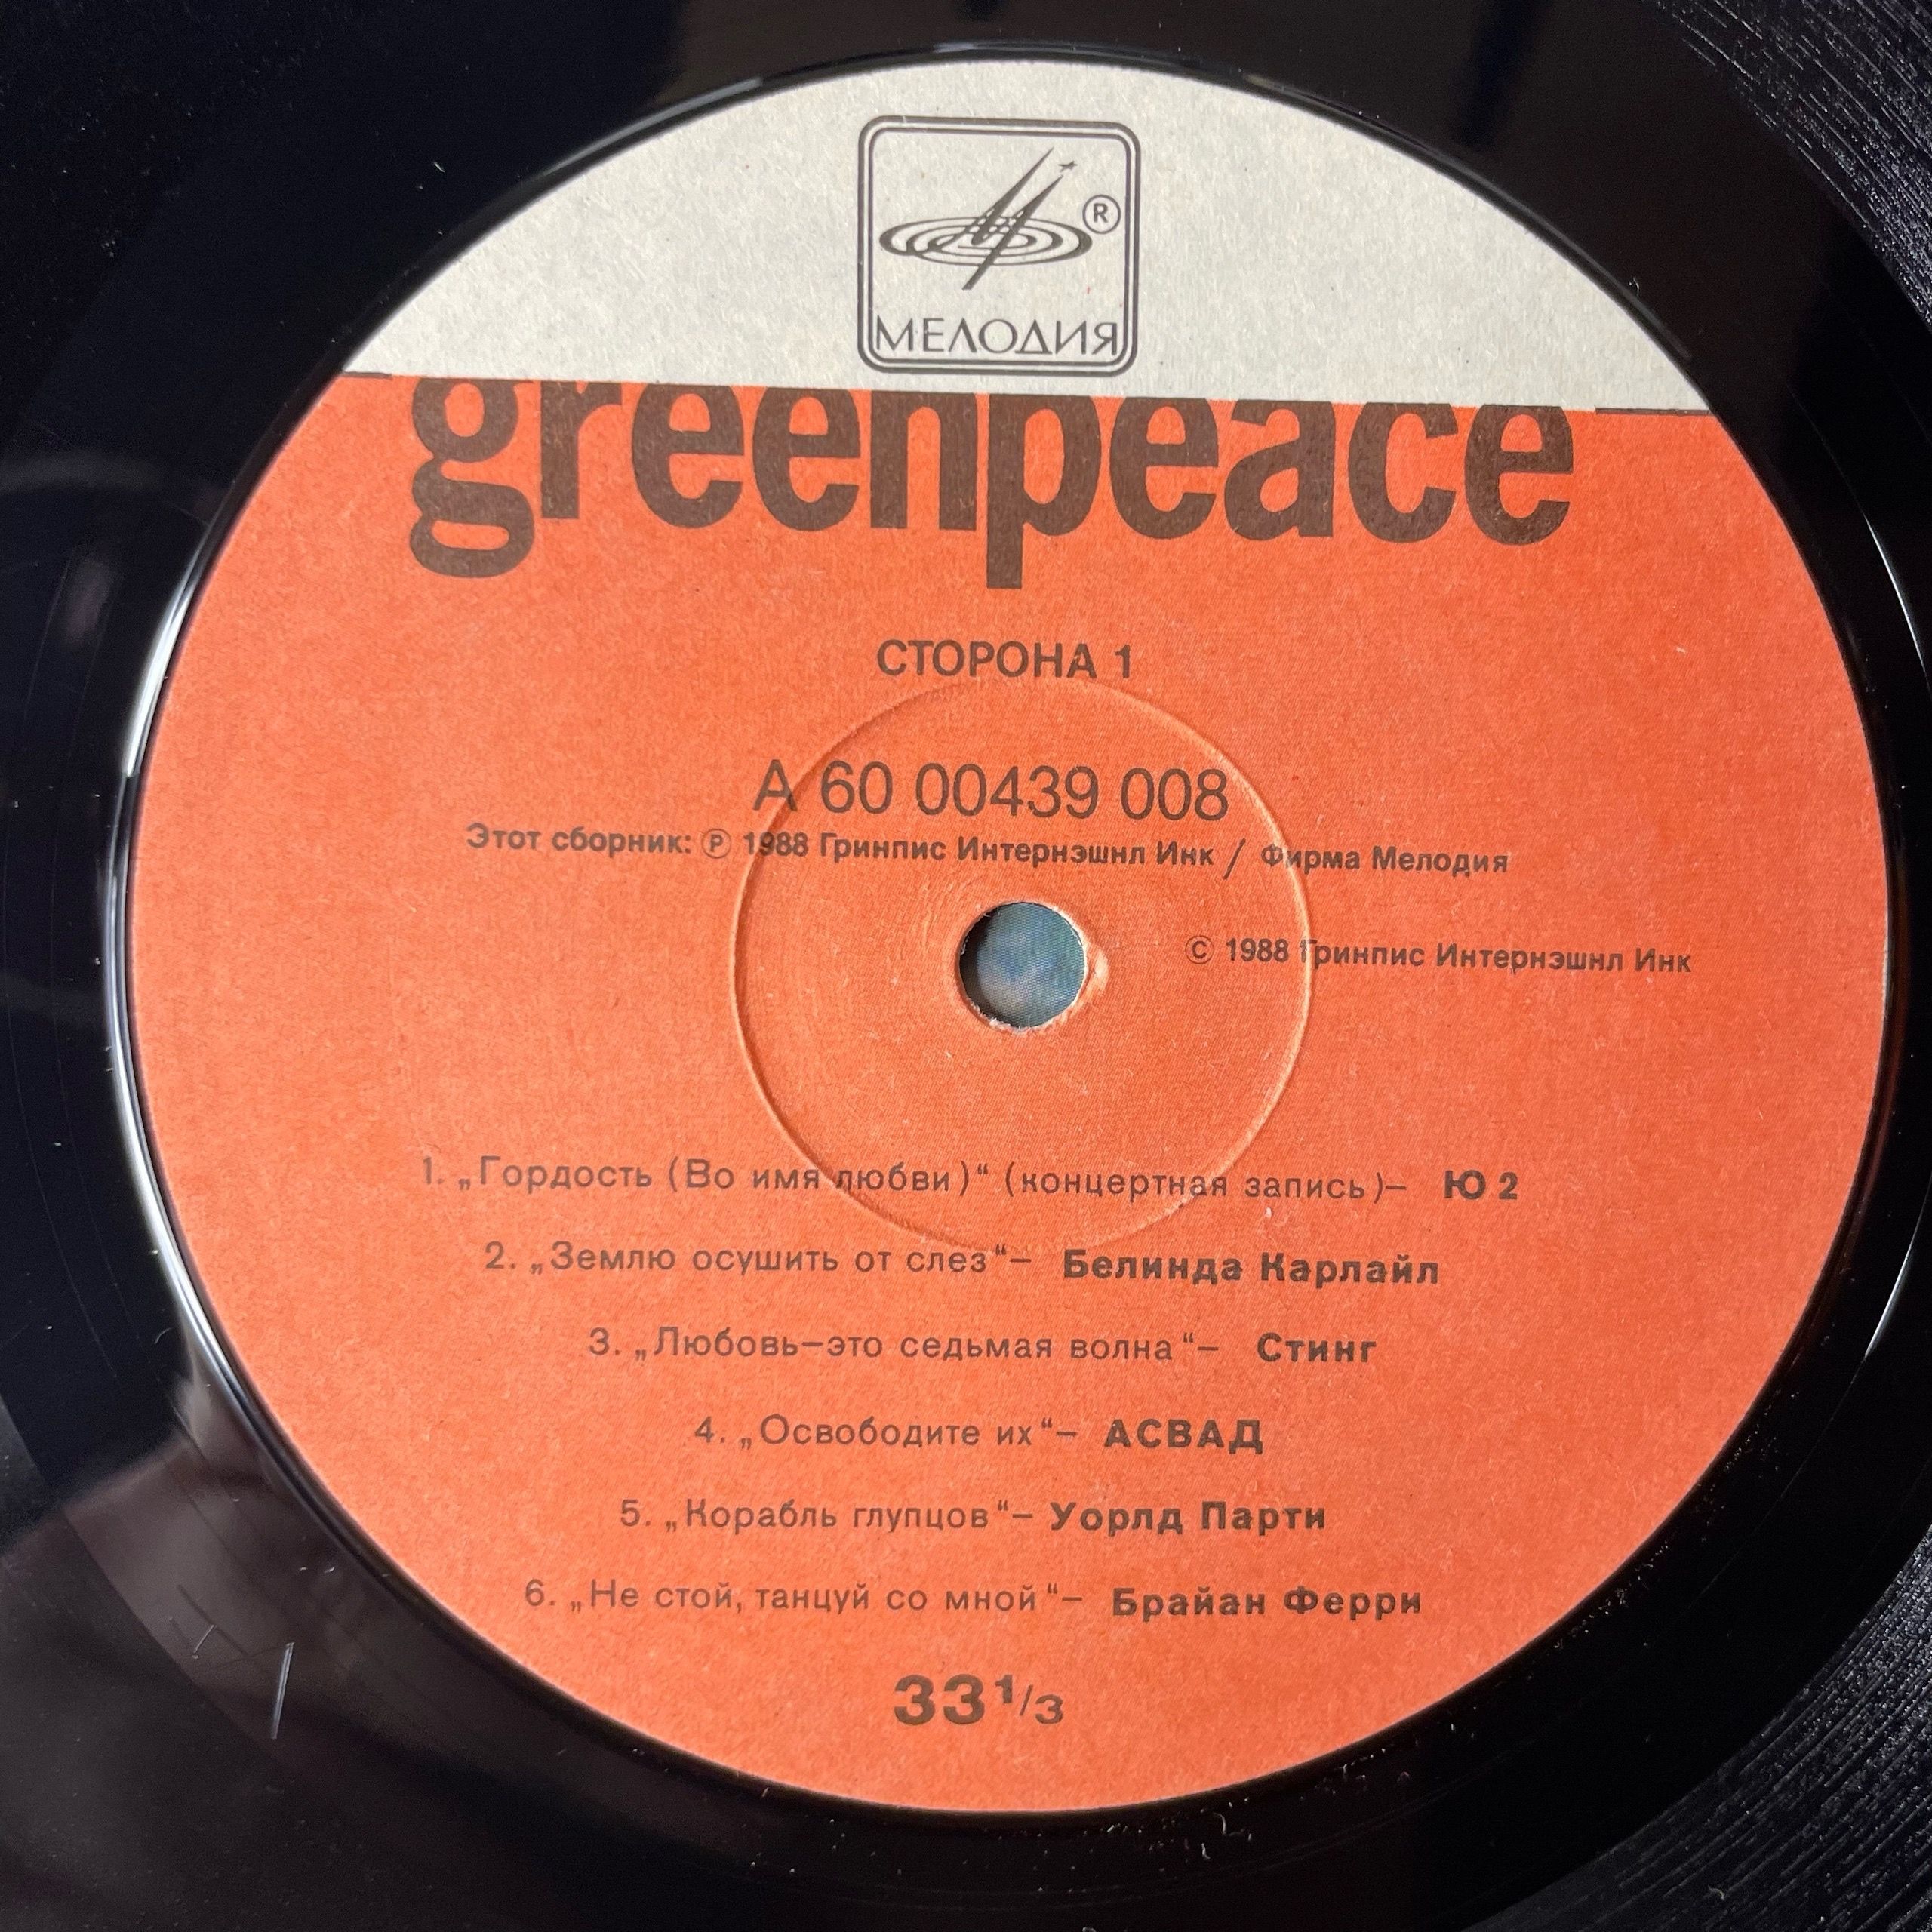 МЕЛОДИЯ ®
greenpeace
СТОРОНА 1
А 60 00439 008
Этот сборник: Ⓟ 1988 Гринпис Интернэшнл Инк / Фирма Мелодия
© 1988 Гринпис Интернэшнл Инк
1. „Гордость (Во имя любви)“ (концертная запись)– Ю 2
2. „Землю осушить от слез“– Белинда Карлайл
3. „Любовь–это седьмая волна“– Стинг
4. „Освободите их“– АСВАД
5. „Корабль глупцов“– Уорлд Парти
6. „Не стой, танцуй со мной“– Брайан Ферри
33 1/3